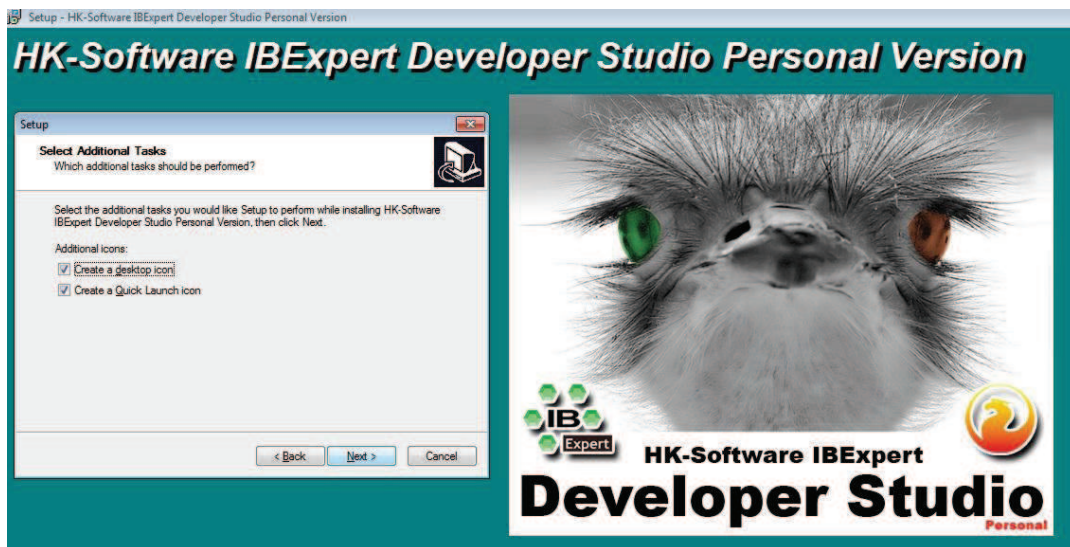 Setup - HK-Software IBExpert Developer Studio Personal Version
HK-Software IBExpert Developer Studio Personal Version
Setup
Select Additional Tasks
Which additional tasks should be performed?
Select the additional tasks you would like Setup to perform while installing HK-Software
IBExpert Developer Studio Personal Version, then click Next.
Additional icons:
Create a desktop icon
Create a Quick Launch icon
< Back
Next >
Cancel
IB
Expert
HK-Software IBExpert
Developer Studio
Personal